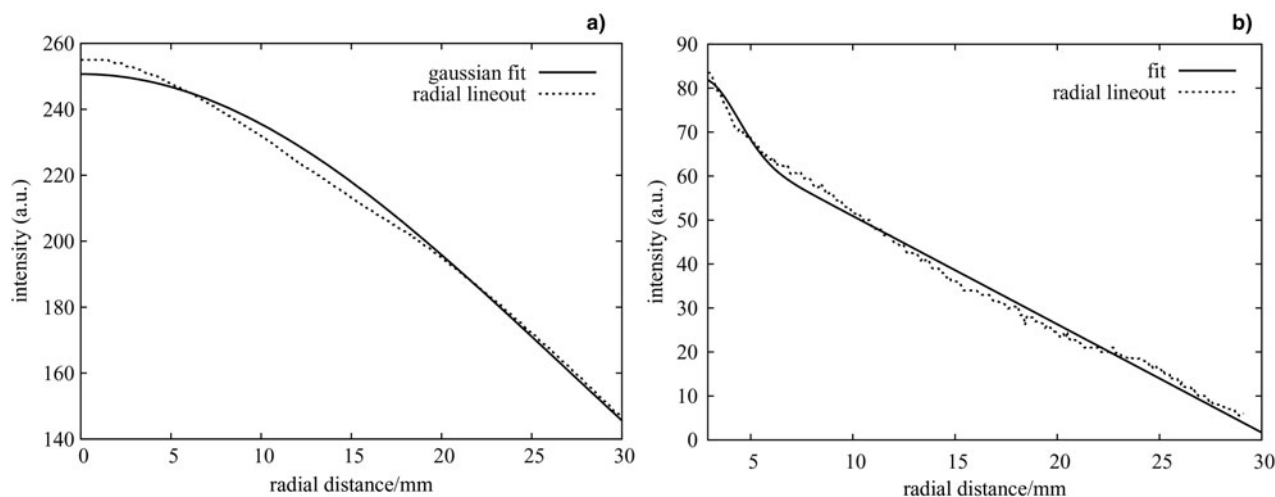 a)
260
240
220
200
180
160
140
intensity (a.u.)
gaussian fit
radial lineout
0 5 10 15 20 25 30
radial distance/mm
b)
90
80
70
60
50
40
30
20
10
0
intensity (a.u.)
fit
radial lineout
5 10 15 20 25 30
radial distance/mm